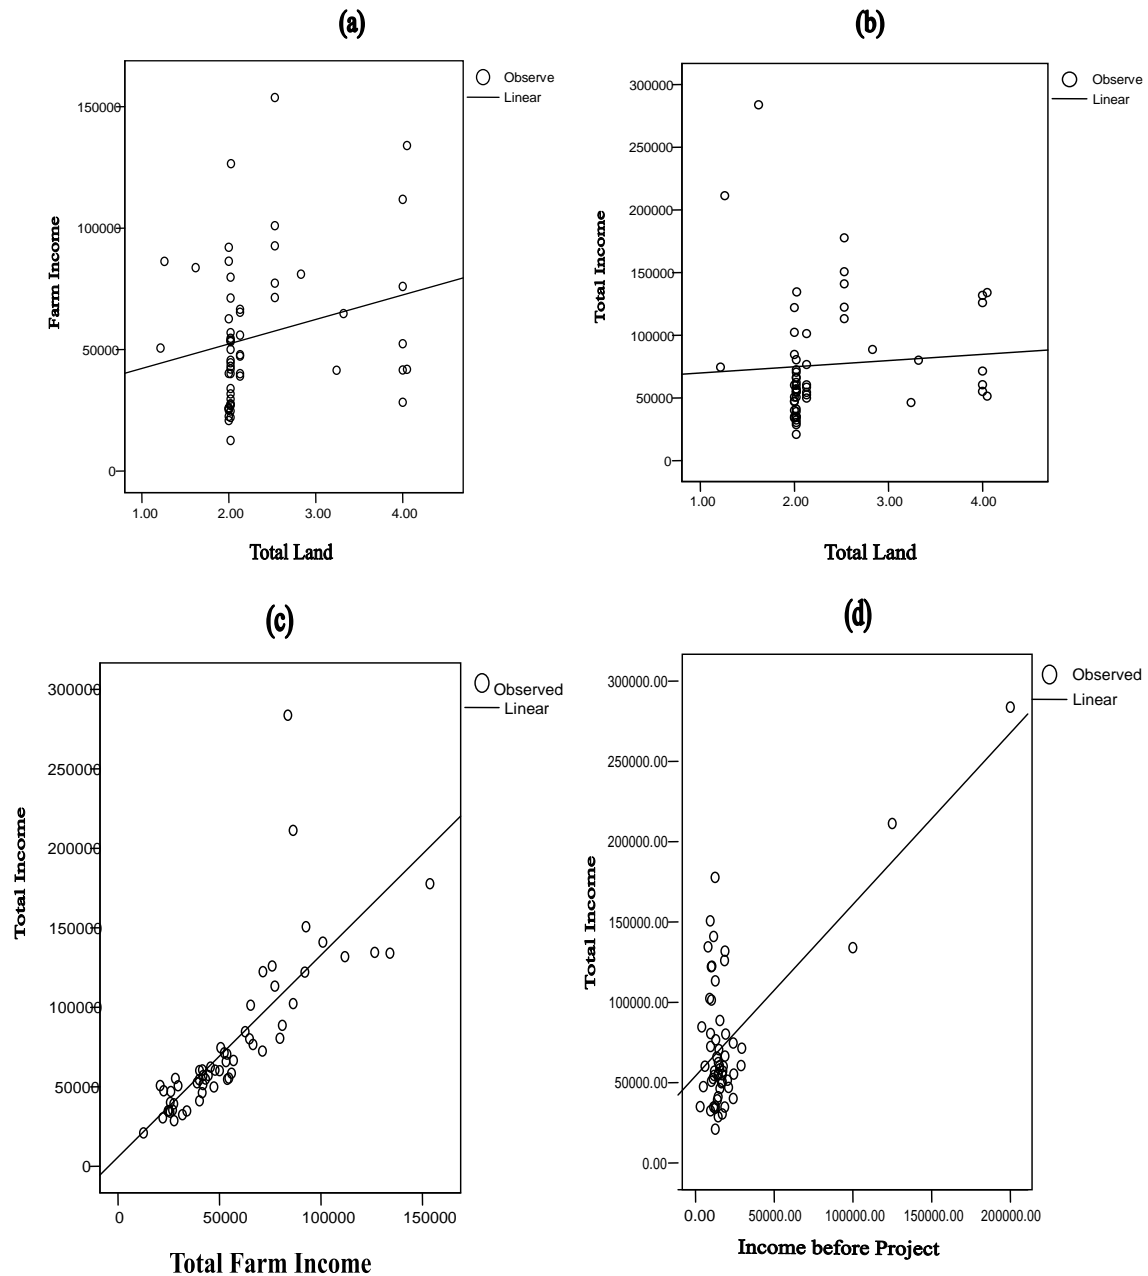 (a)
Observe
Linear
150000
100000
50000
0
Farm Income
1.00 2.00 3.00 4.00
Total Land
(b)
Observe
Linear
300000
250000
200000
150000
100000
50000
0
Total Income
1.00 2.00 3.00 4.00
Total Land
(c)
Observed
Linear
300000
250000
200000
150000
100000
50000
0
Total Income
0 50000 100000 150000
Total Farm Income
(d)
Observed
Linear
300000.00
250000.00
200000.00
150000.00
100000.00
50000.00
0.00
Total Income
0.00 50000.00 100000.00 150000.00 200000.00
Income before Project